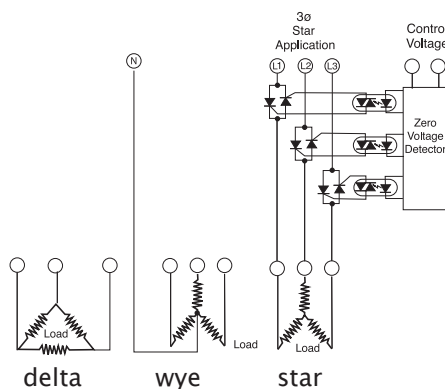 3ø
Star
Application
Control
Voltage
N
L1
L2
L3
Zero
Voltage
Detector
Load
Load
Load
delta
wye
star